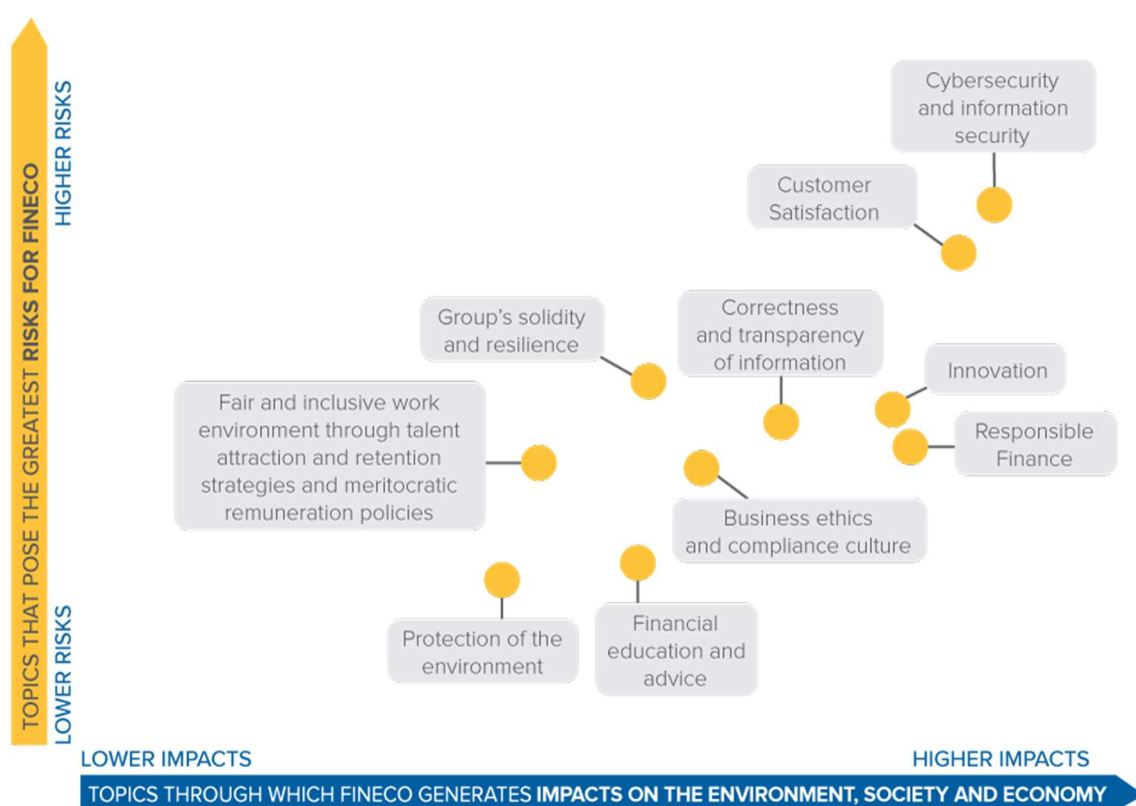 TOPICS THAT POSE THE GREATEST RISKS FOR FINECO
HIGHER RISKS
LOWER RISKS
Cybersecurity
and information
security
Customer
Satisfaction
Group's solidity
and resilience
Correctness
and transparency
of information
Innovation
Fair and inclusive work
environment through talent
attraction and retention
strategies and meritocratic
remuneration policies
Responsible
Finance
Business ethics
and compliance culture
Protection of the
environment
Financial
education and
advice
LOWER IMPACTS
HIGHER IMPACTS
TOPICS THROUGH WHICH FINECO GENERATES IMPACTS ON THE ENVIRONMENT, SOCIETY AND ECONOMY